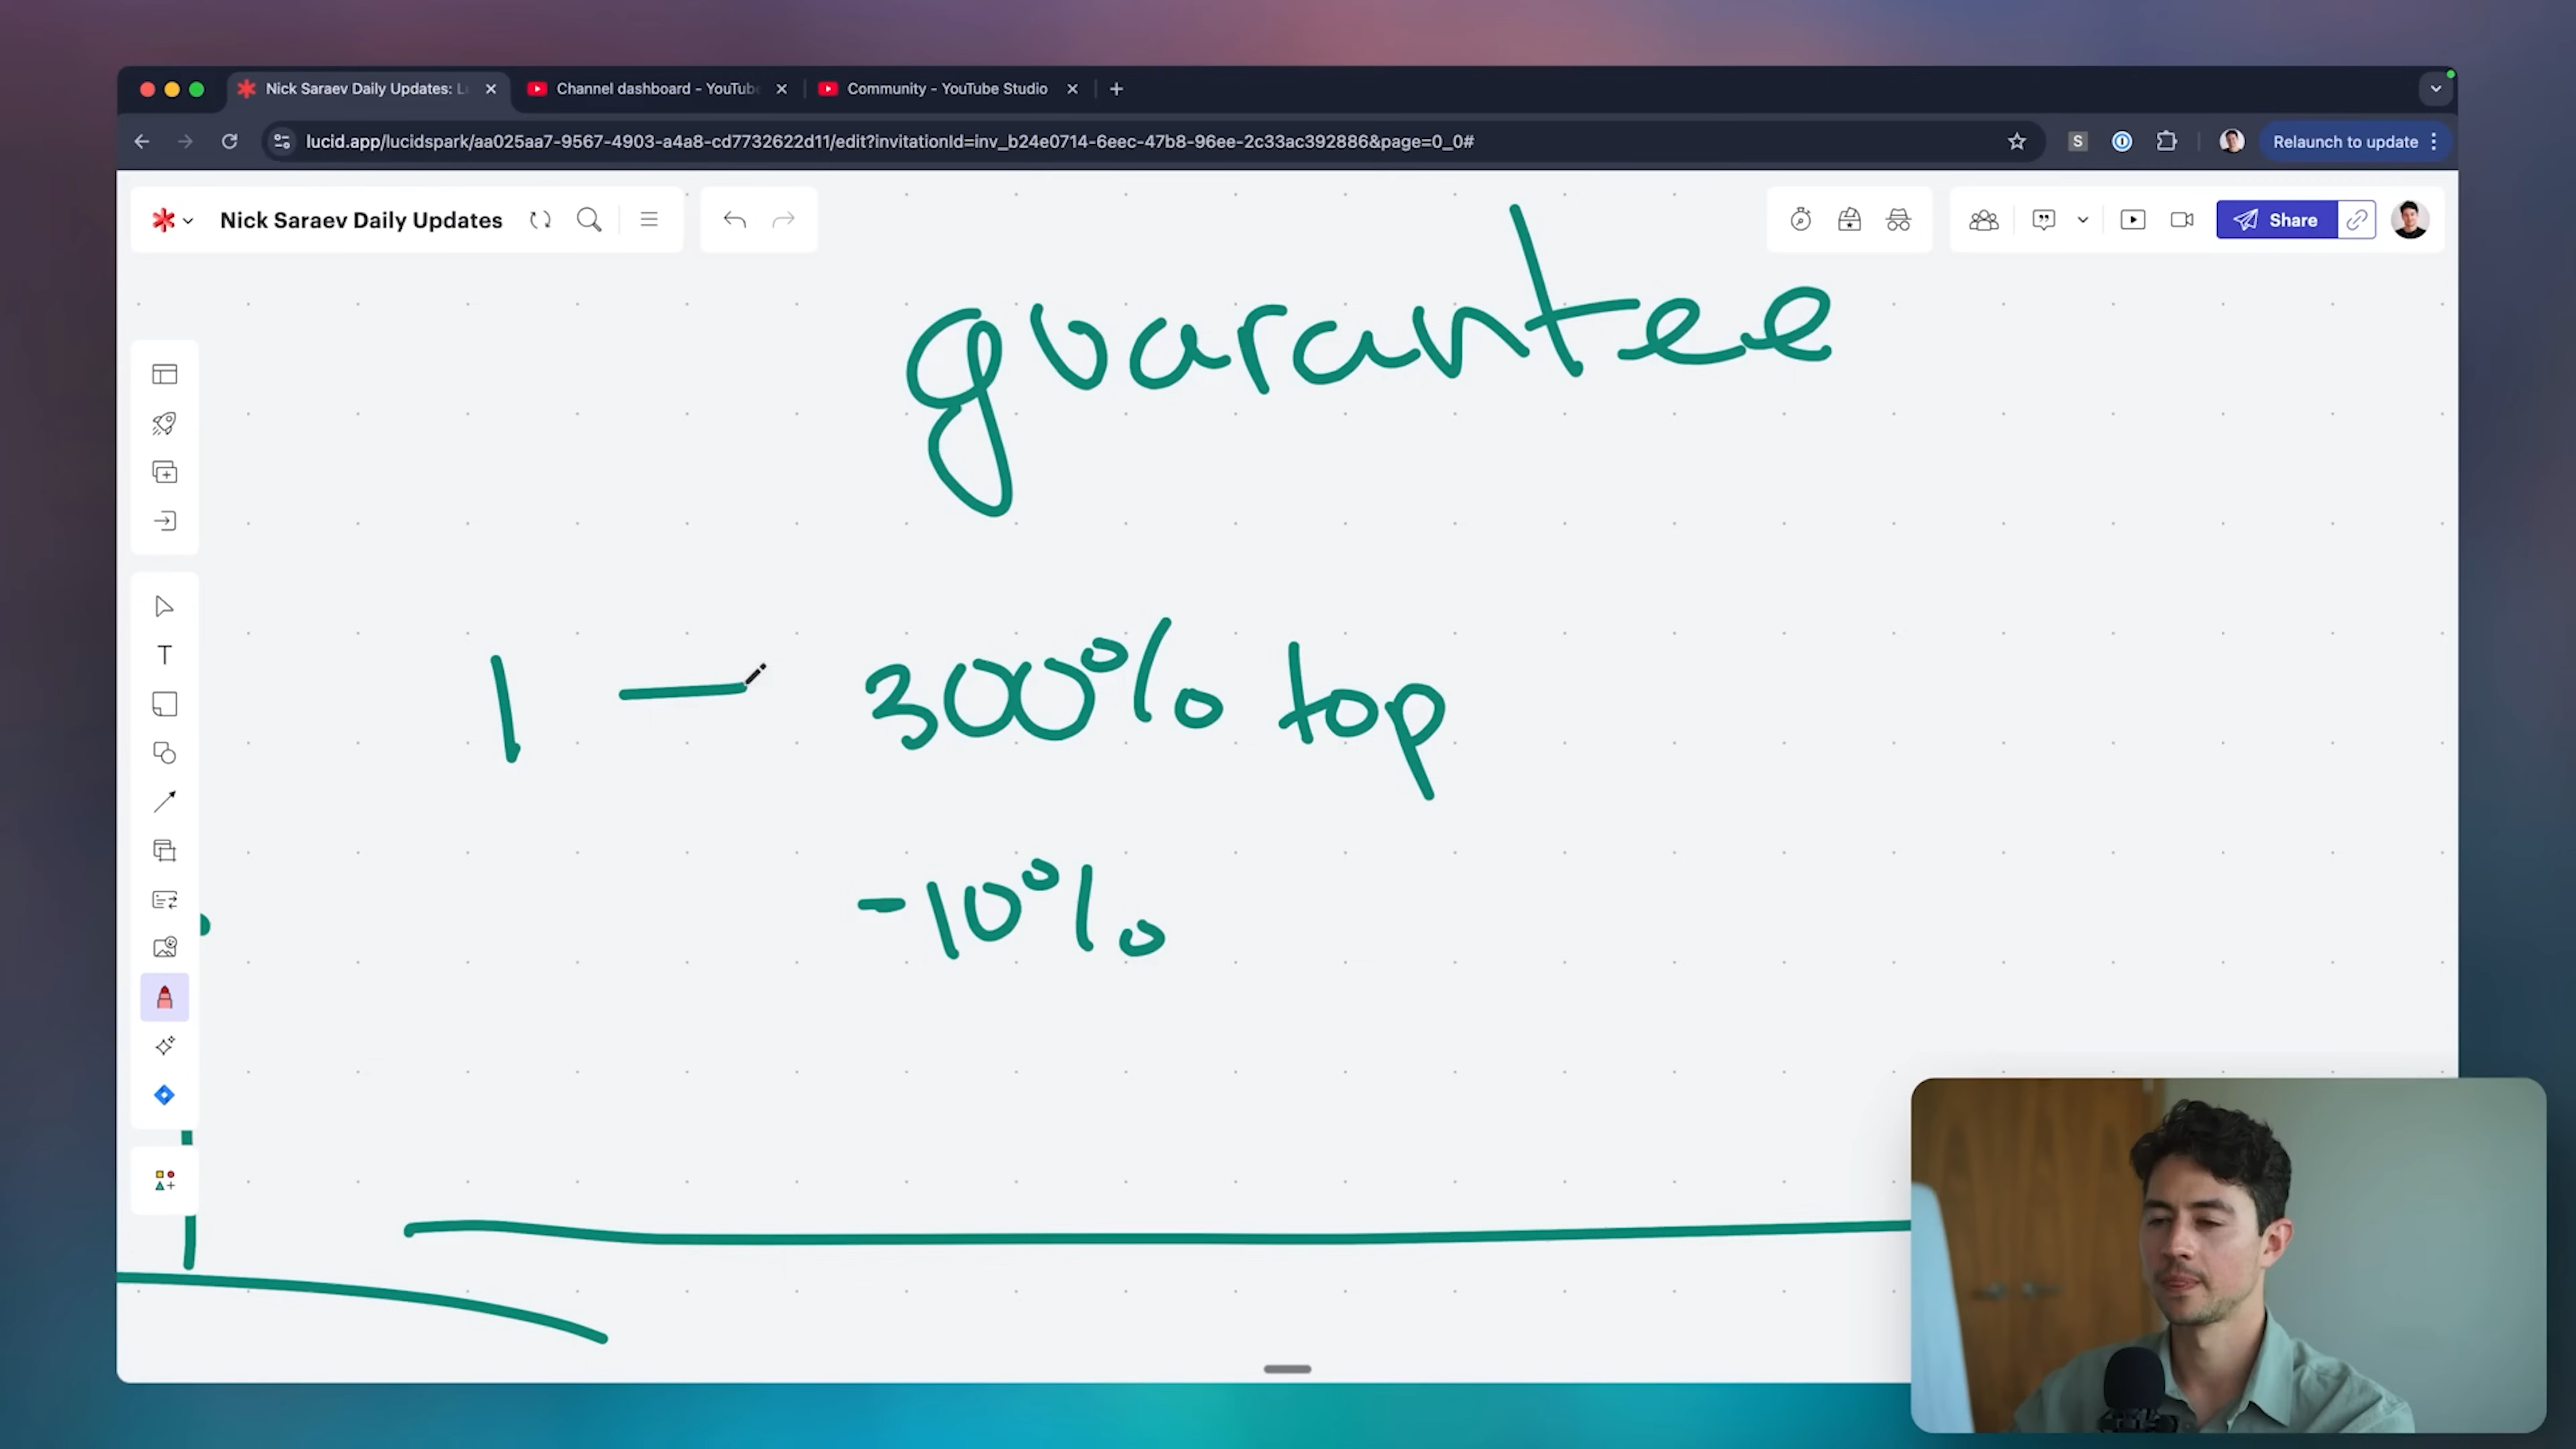 Nick Saraev Daily Updates: L
Channel dashboard - YouTube
Community - YouTube Studio
lucid.app/lucidspark/aa025aa7-9567-4903-a4a8-cd7732622d11/edit?invitationId=inv_b24e0714-6eec-47b8-96ee-2c33ac392886&page=0_0#
S
Relaunch to update
Nick Saraev Daily Updates
Share
guarantee
T
1 — 300% top
-10%